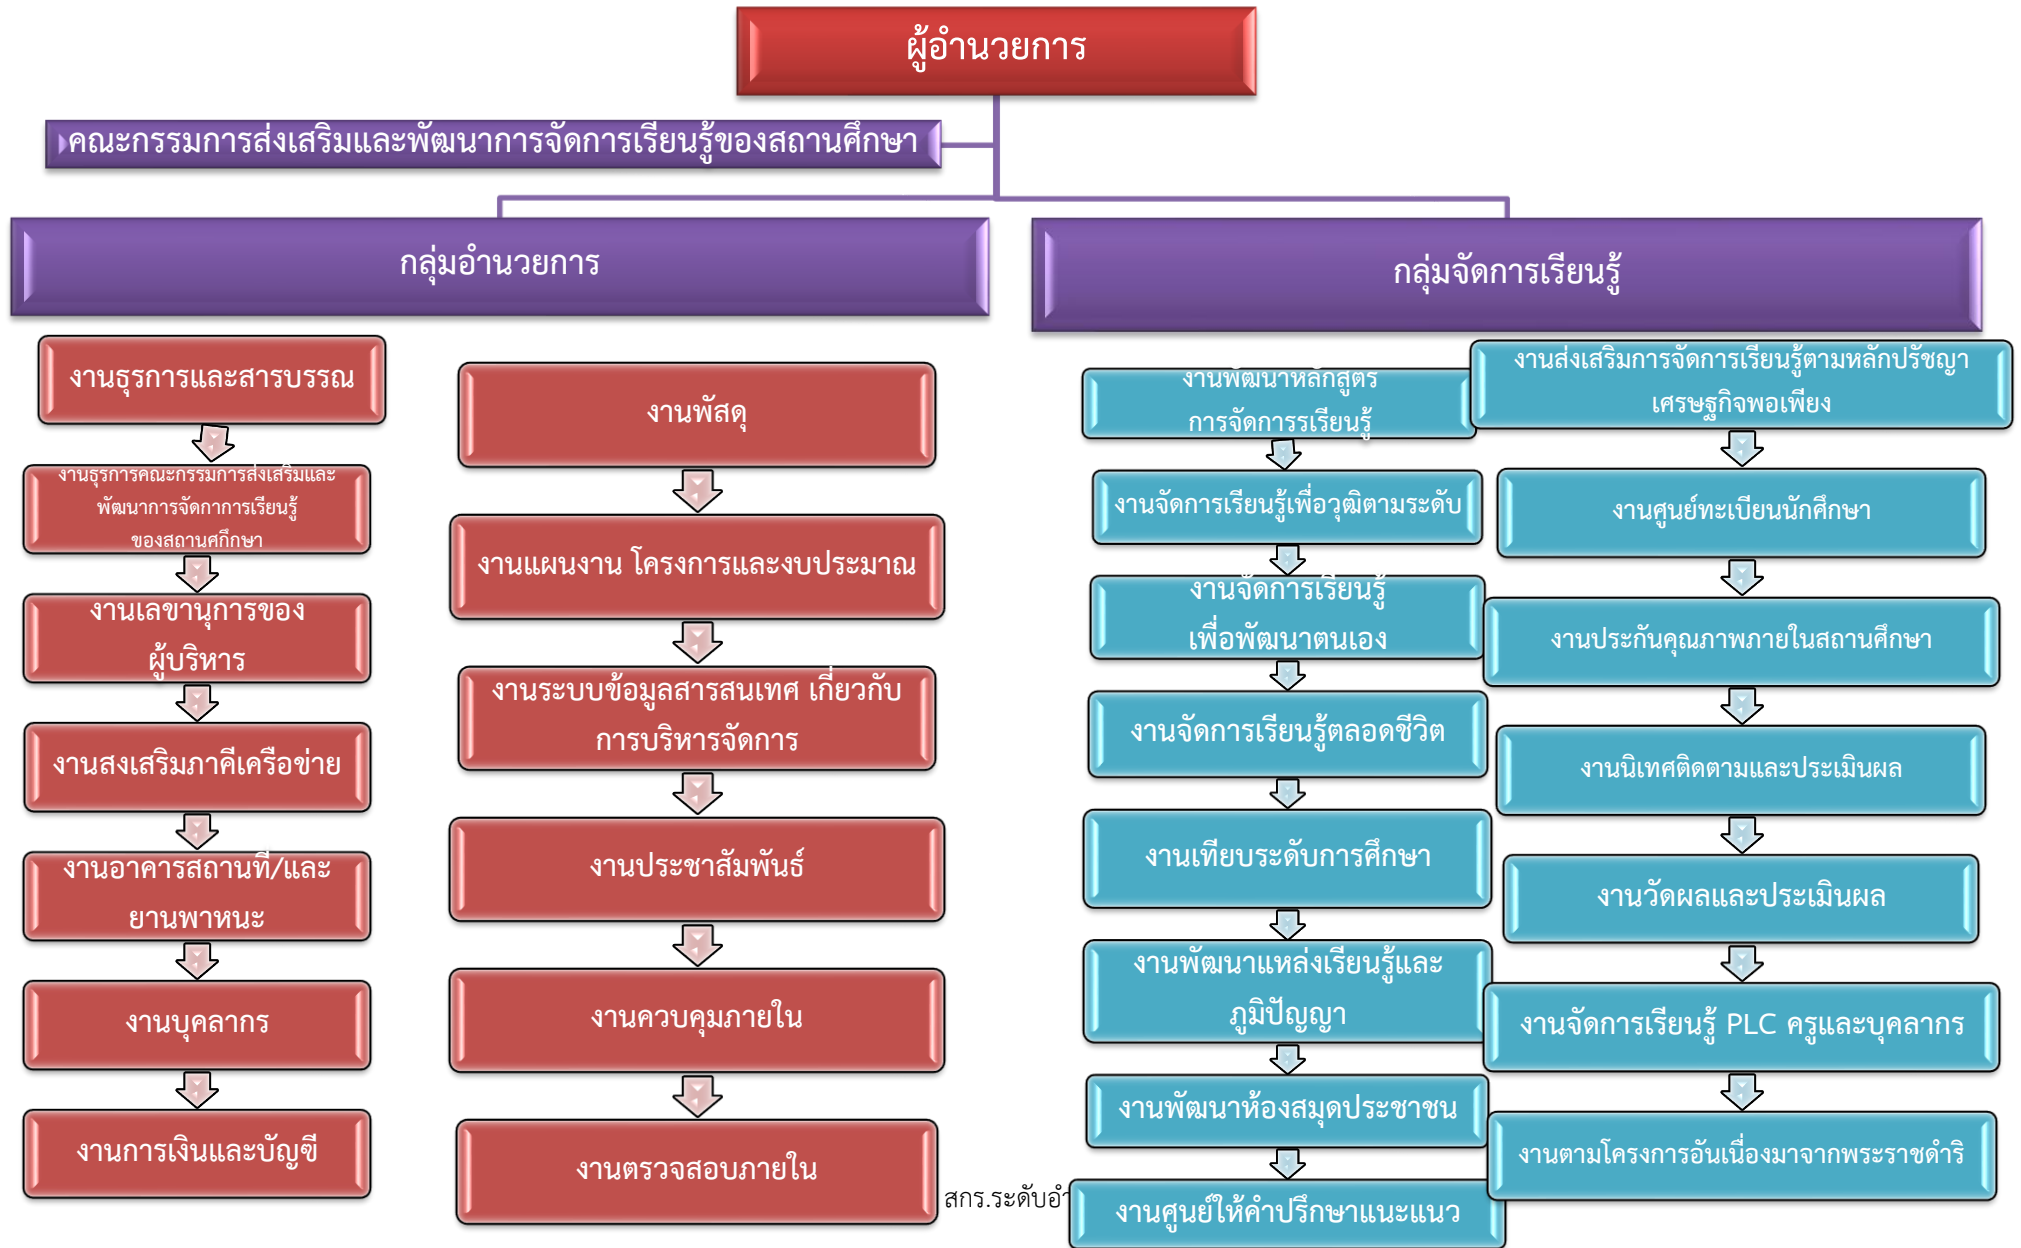 ผู้อำนวยการ
คณะกรรมการส่งเสริมและพัฒนาการจัดการเรียนรู้ของสถานศึกษา
กลุ่มอำนวยการ
งานธุรการและสารบรรณ
งานธุรการคณะกรรมการส่งเสริมและ
พัฒนาการจัดกาการเรียนรู้
ของสถานศกึกษา
งานเลขานุการของ
ผู้บริหาร
งานสงเสริมภาคีเครือข่าย
งานอาคารสถานที่/และ
ยานพาหนะ
งานบุคลากร
งานการเงินและบัญชี
งานพัสดุ
งานแผนงาน โครงการและงบประมาณ
งานระบบข้อมูลสารสนเทศ เกี่ยวกับ
การบริหารจัดการ
งานประชาสัมพันธ์
งานควบคุมภายใน
งานตรวจสอบภายใน
กลุ่มจัดการเรียนรู้
งานพัฒนาหลักสูตร
การจัดการรเรียนรู้
งานจัดการเรียนรู้เพื่อวุฒิตามระดับ
งานจัดการเรียนรู้
เพื่อพัฒนาตนเอง
งานจัดการเรียนรู้ตลอดชีวิต
งานเทียบระดับการศึกษา
งานพัฒนาแหล่งเรียนรู้และ
ภูมิปัญญา
งานพัฒนาห้องสมุดประชาชน
งานศูนย์ให้คำปรึกษาแนะแนว
งานส่งเสริมการจัดการเรียนรู้ตามหลักปรัชญา
เศรษฐกิจพอเพียง
งานศูนย์ทะเบียนนักศึกษา
งานประกันคุณภาพภายในสถานศึกษา
งานนิเทศติดตามและประเมินผล
งานวัดผลและประเมินผล
งานจัดการเรียนรู้ PLC ครูและบุคลากร
งานตามโครงการอันเนื่องมาจากพระราชดำริ
สกร.ระดับ